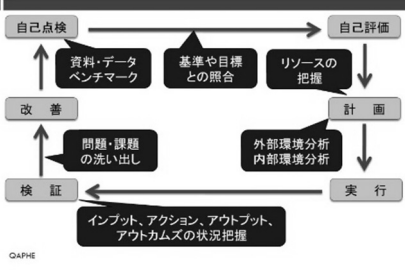 自己点検
自己評価
資料・データ
ベンチマーク
基準や目標
との照合
リソースの
把握
改　善
計　画
問題・課題
の洗い出し
外部環境分析
内部環境分析
検　証
実　行
インプット、アクション、アウトプット、
アウトカムズの状況把握
QAPHE